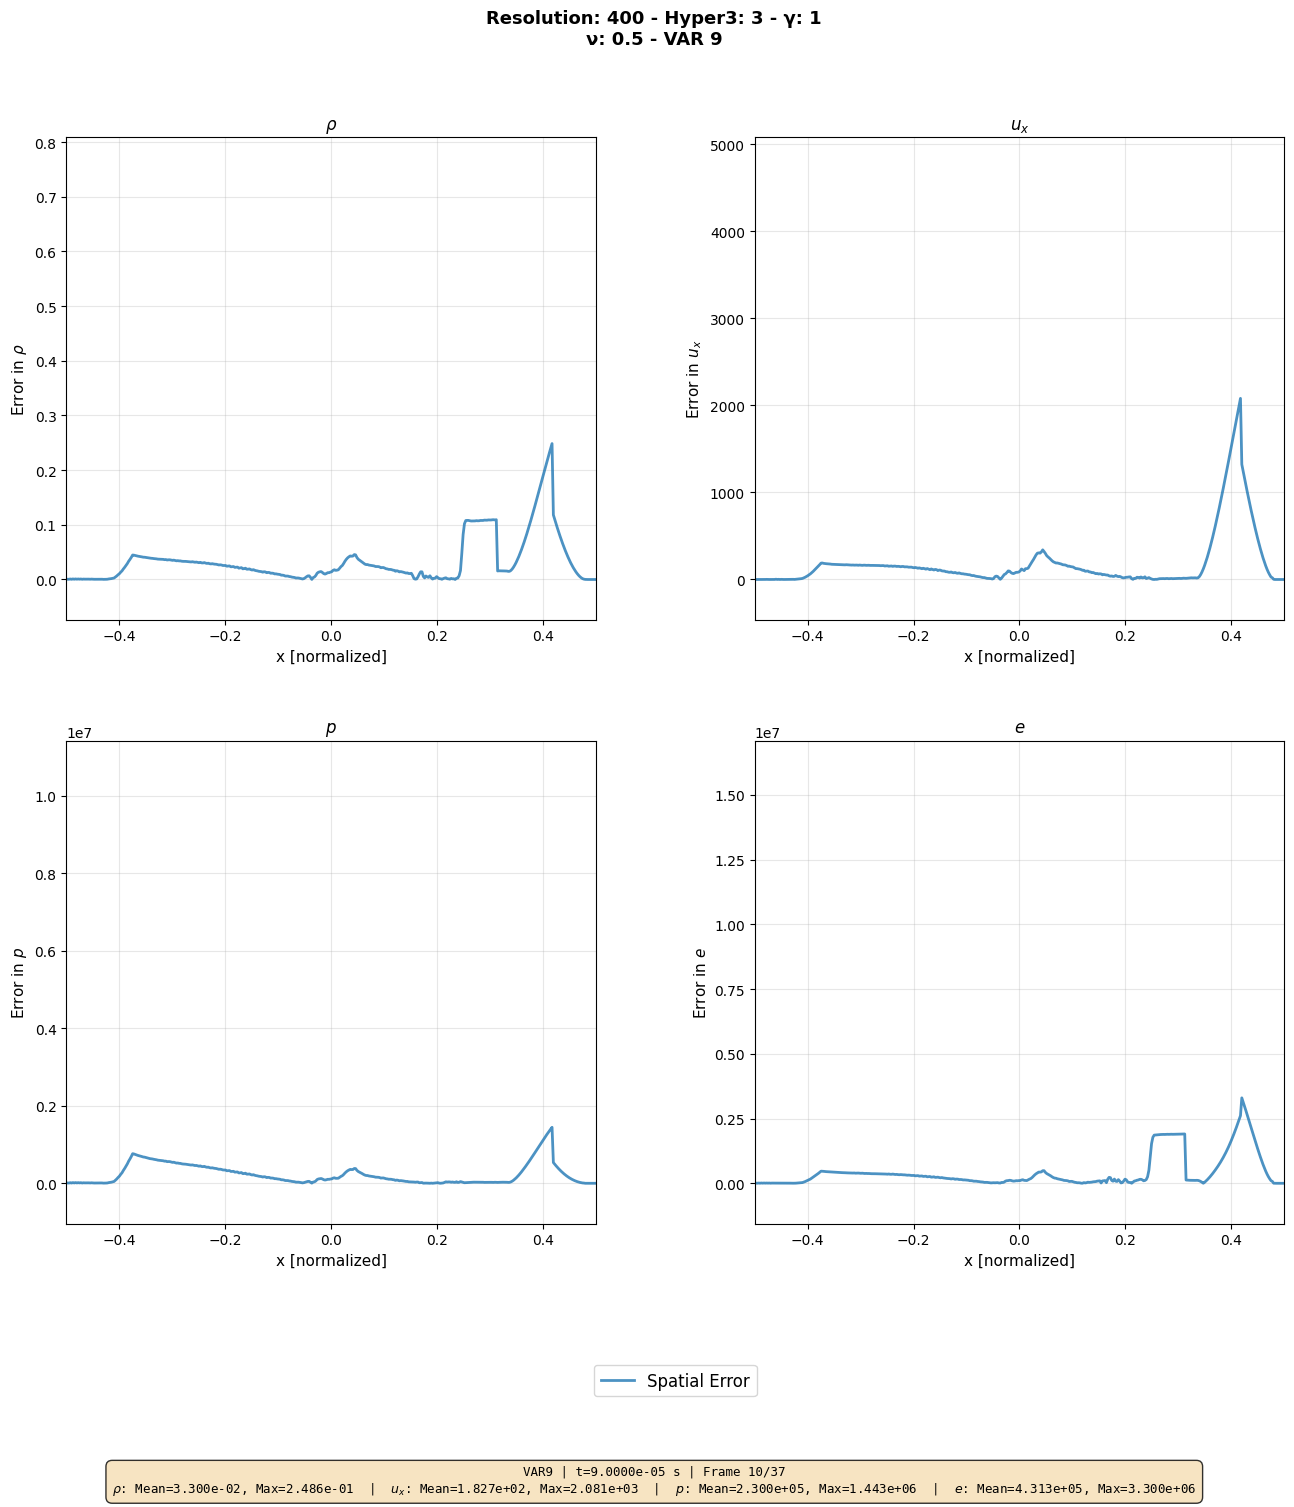 Resolution: 400 - Hyper3: 3 - γ: 1
ν: 0.5 - VAR 9
ρ
0.8
0.7
0.6
0.5
0.4
0.3
0.2
0.1
0.0
Error in ρ
−0.4 −0.2 0.0 0.2 0.4
x [normalized]
u_x
5000
4000
3000
2000
1000
0
Error in u_x
−0.4 −0.2 0.0 0.2 0.4
x [normalized]
p
1e7
1.0
0.8
0.6
0.4
0.2
0.0
Error in p
−0.4 −0.2 0.0 0.2 0.4
x [normalized]
e
1e7
1.50
1.25
1.00
0.75
0.50
0.25
0.00
Error in e
−0.4 −0.2 0.0 0.2 0.4
x [normalized]
Spatial Error
VAR9 | t=9.0000e-05 s | Frame 10/37
ρ: Mean=3.300e-02, Max=2.486e-01 | u_x: Mean=1.827e+02, Max=2.081e+03 | p: Mean=2.300e+05, Max=1.443e+06 | e: Mean=4.313e+05, Max=3.300e+06